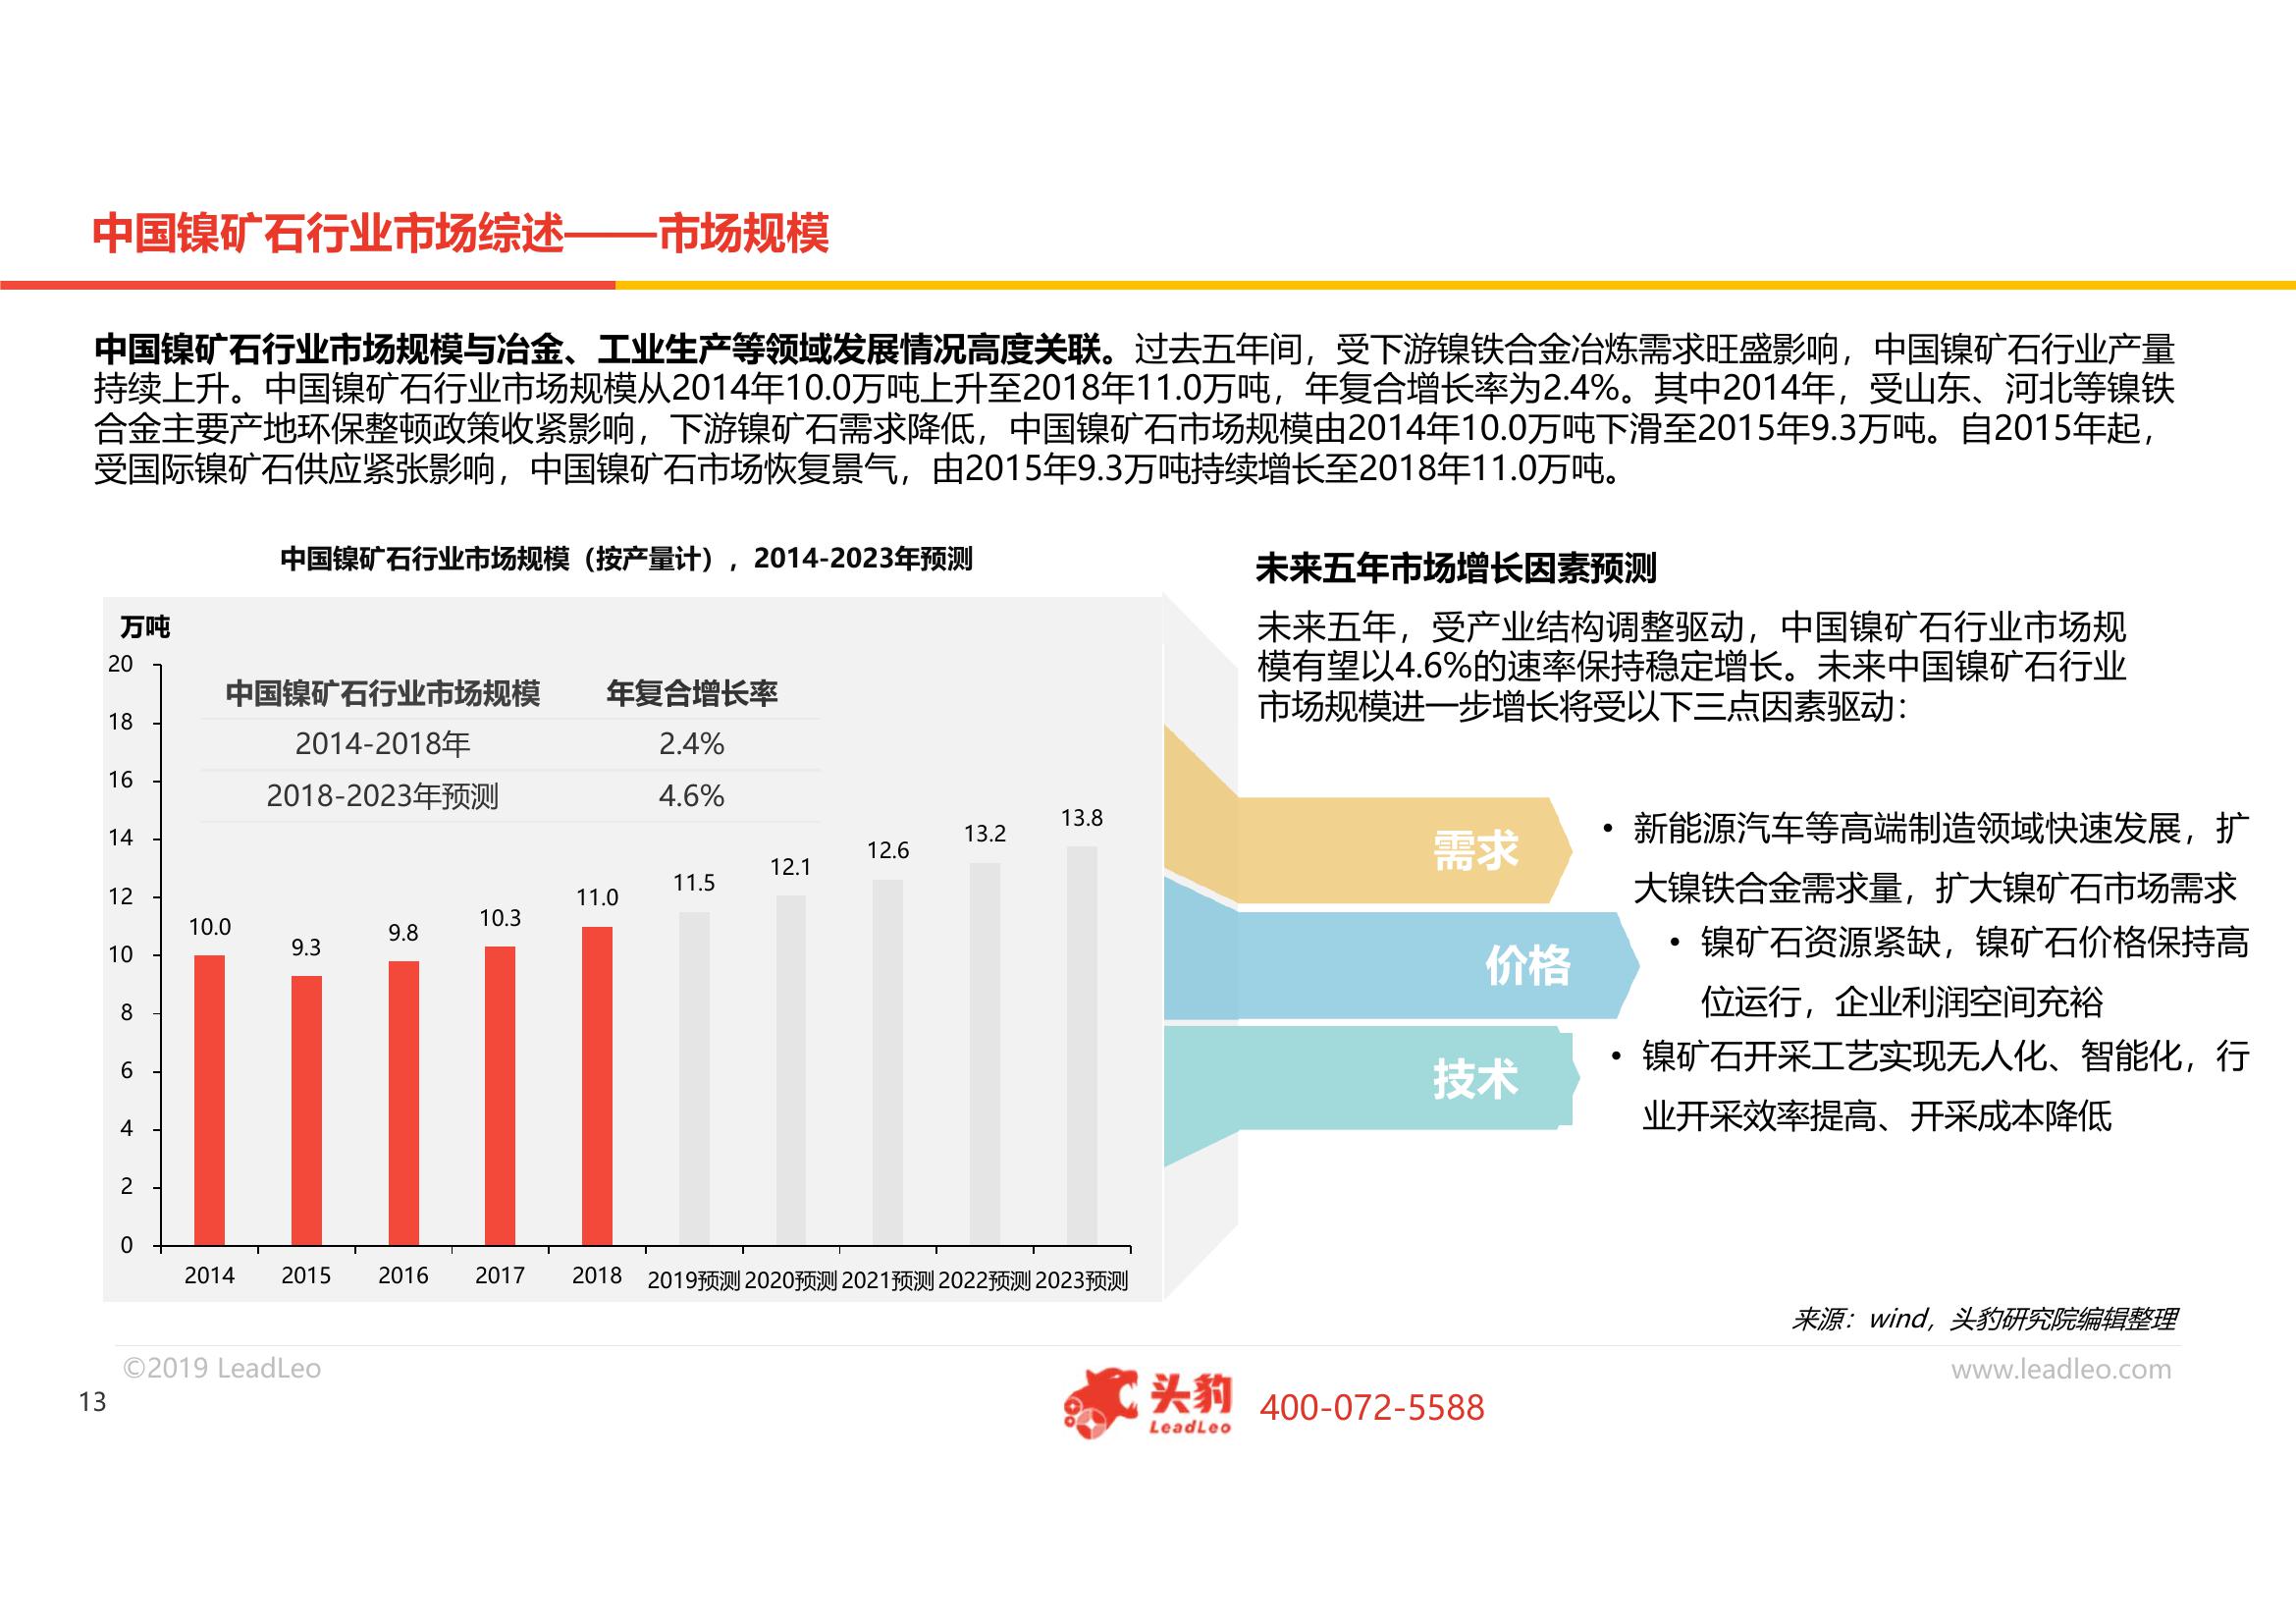 中国镍矿石行业市场综述——市场规模
中国镍矿石行业市场规模与冶金、工业生产等领域发展情况高度关联。过去五年间，受下游镍铁合金冶炼需求旺盛影响，中国镍矿石行业产量
持续上升。中国镍矿石行业市场规模从2014年10.0万吨上升至2018年11.0万吨，年复合增长率为2.4%。其中2014年，受山东、河北等镍铁
合金主要产地环保整顿政策收紧影响，下游镍矿石需求降低，中国镍矿石市场规模由2014年10.0万吨下滑至2015年9.3万吨。自2015年起，
受国际镍矿石供应紧张影响，中国镍矿石市场恢复景气，由2015年9.3万吨持续增长至2018年11.0万吨。
中国镍矿石行业市场规模（按产量计），2014-2023年预测
万吨
20
18
16
14
12
10
8
6
4
2
0
中国镍矿石行业市场规模 年复合增长率
2014-2018年 2.4%
2018-2023年预测 4.6%
10.0
9.3
9.8
10.3
11.0
11.5
12.1
12.6
13.2
13.8
2014 2015 2016 2017 2018 2019预测 2020预测 2021预测 2022预测 2023预测
未来五年市场增长因素预测
未来五年，受产业结构调整驱动，中国镍矿石行业市场规
模有望以4.6%的速率保持稳定增长。未来中国镍矿石行业
市场规模进一步增长将受以下三点因素驱动：
需求
• 新能源汽车等高端制造领域快速发展，扩
大镍铁合金需求量，扩大镍矿石市场需求
价格
• 镍矿石资源紧缺，镍矿石价格保持高
位运行，企业利润空间充裕
技术
• 镍矿石开采工艺实现无人化、智能化，行
业开采效率提高、开采成本降低
来源：wind，头豹研究院编辑整理
©2019 LeadLeo
www.leadleo.com
13
头豹
LeadLeo
400-072-5588